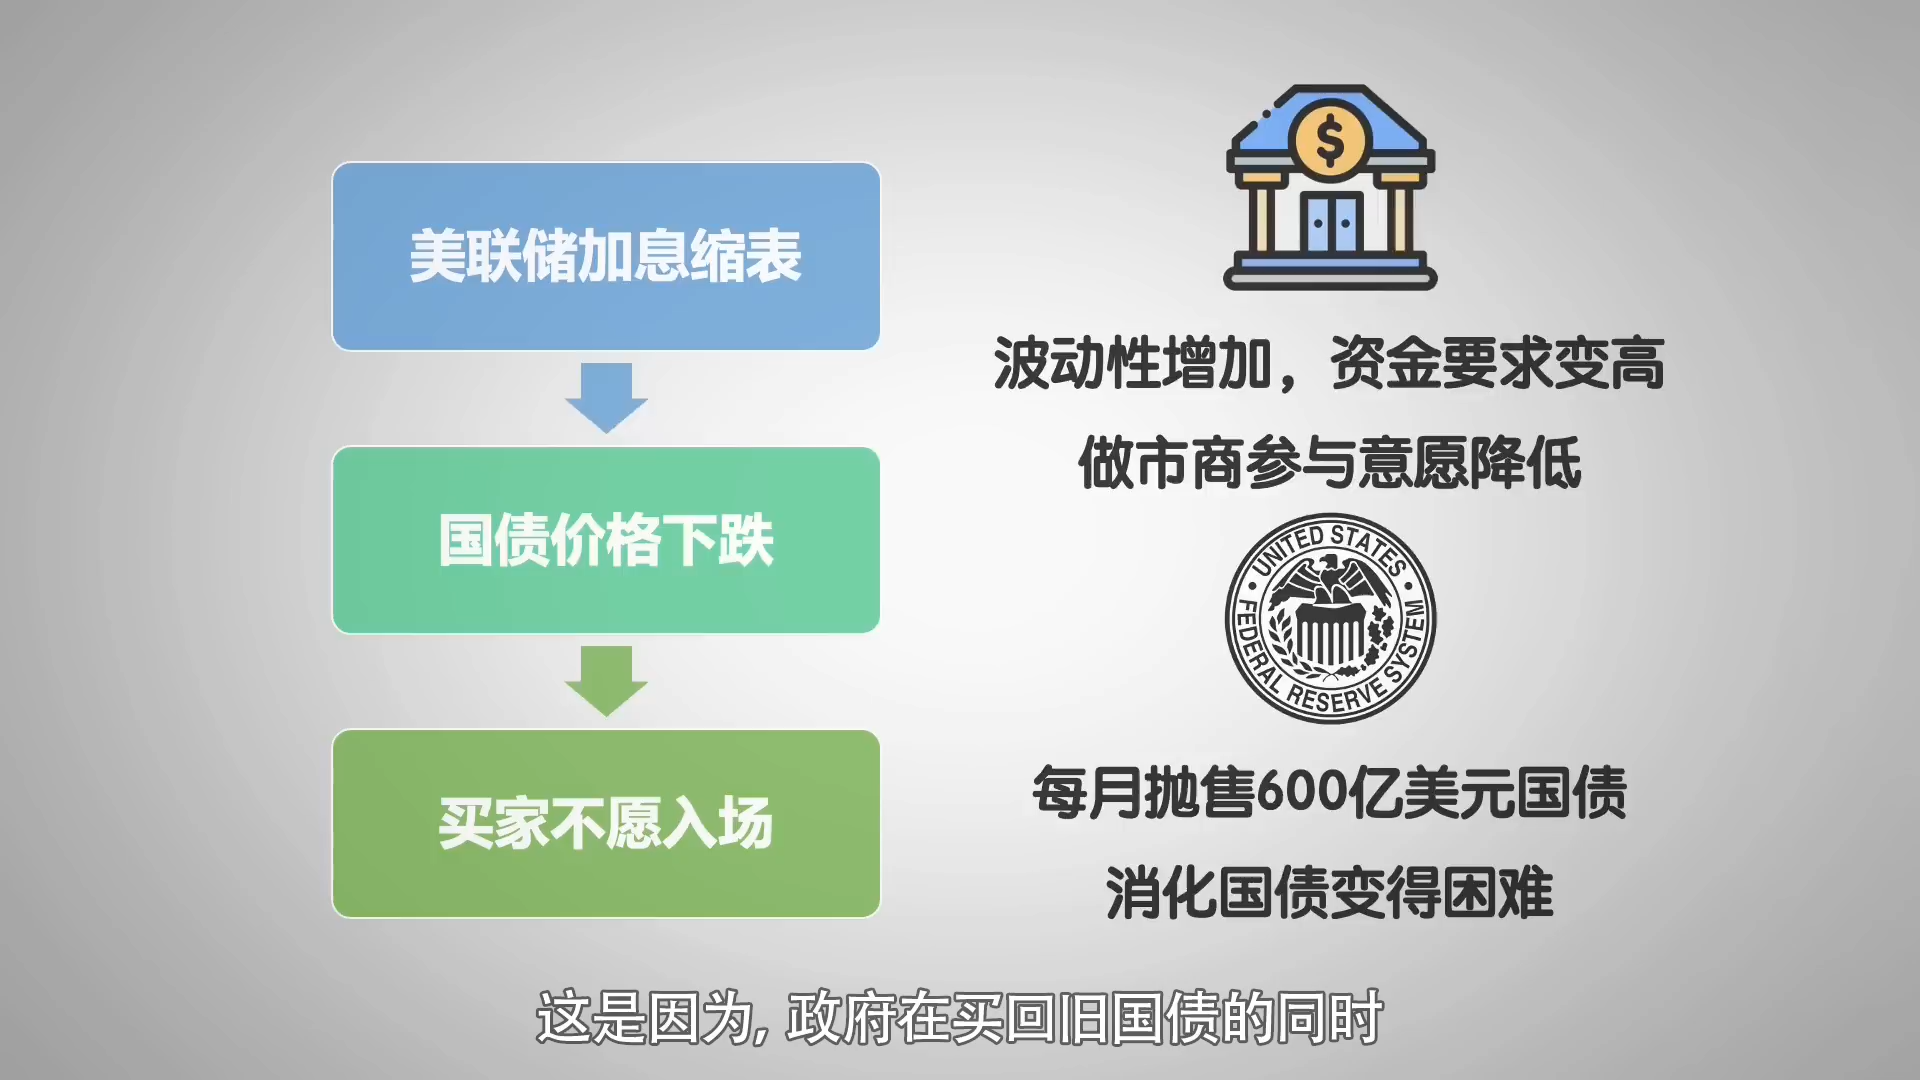 美联储加息缩表
国债价格下跌
买家不愿入场
$
波动性增加，资金要求变高
做市商参与意愿降低
UNITED STATES
FEDERAL RESERVE SYSTEM
每月抛售600亿美元国债
消化国债变得困难
这是因为, 政府在买回旧国债的同时